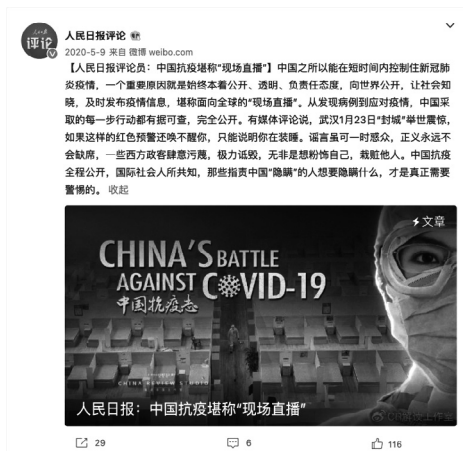 人民日报评论
2020-5-9 来自 微博 weibo.com
【人民日报评论员：中国抗疫堪称“现场直播”】中国之所以能在短时间内控制住新冠肺
炎疫情，一个重要原因就是始终本着公开、透明、负责任态度，向世界公开，让社会知
晓，及时发布疫情信息，堪称面向全球的“现场直播”。从发现病例到应对疫情，中国采
取的每一步行动都有据可查，完全公开。有媒体评论说，武汉1月23日“封城”举世震惊，
如果这样的红色预警还唤不醒你，只能说明你在装睡。谣言虽可一时惑众，正义永远不
会缺席，一些西方政客肆意污蔑，极力诋毁，无非是想粉饰自己，栽赃他人。中国抗疫
全程公开，国际社会人所共知，那些指责中国“隐瞒”的人想要隐瞒什么，才是真正需要
警惕的。 收起
文章
CHINA'S BATTLE
AGAINST COVID-19
中国抗疫志
CHINA REVIEW STUDIO
人民日报：中国抗疫堪称“现场直播”
29 6 116